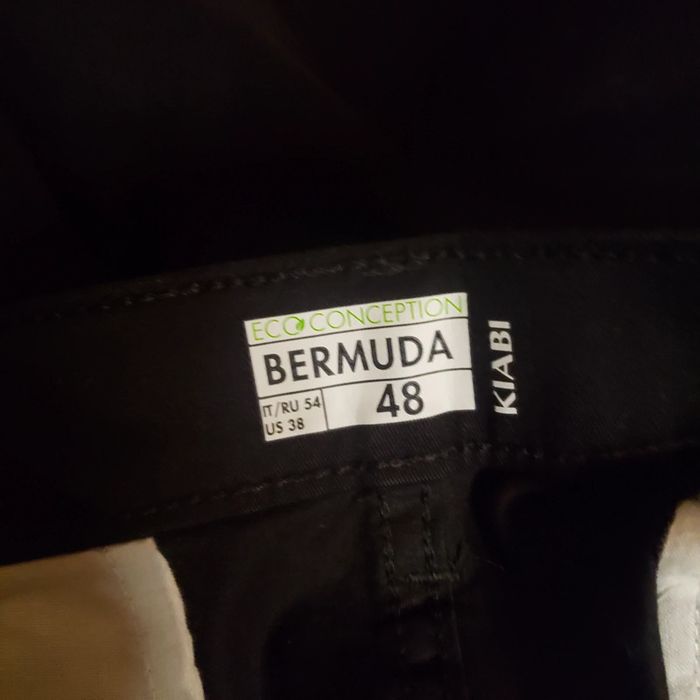 ECO CONCEPTION
BERMUDA
IT/RU 54
US 38
48
KIABI